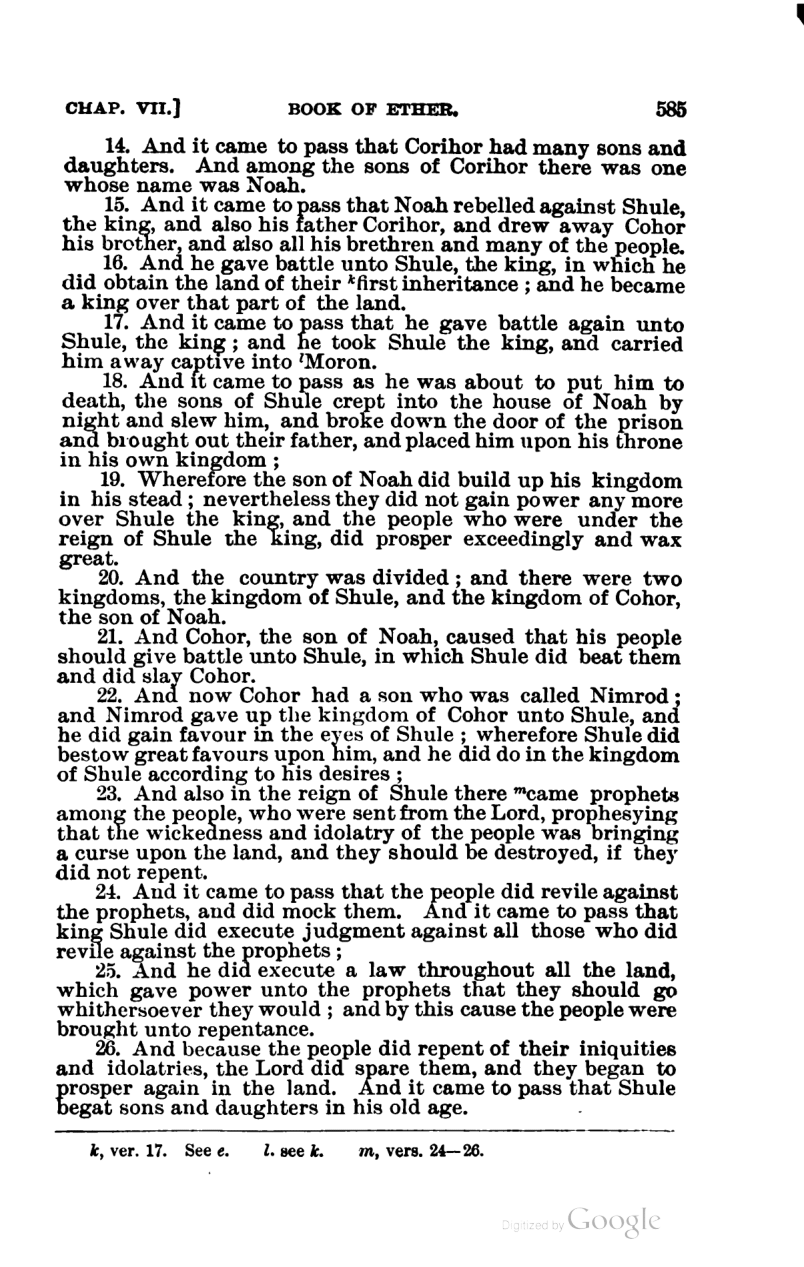 CHAP. VII.] BOOK OF ETHER. 585
14. And it came to pass that Corihor had many sons and
daughters. And among the sons of Corihor there was one
whose name was Noah.
15. And it came to pass that Noah rebelled against Shule,
the king, and also his father Corihor, and drew away Cohor
his brother, and also all his brethren and many of the people.
16. And he gave battle unto Shule, the king, in which he
did obtain the land of their ᵏfirst inheritance ; and he became
a king over that part of the land.
17. And it came to pass that he gave battle again unto
Shule, the king ; and he took Shule the king, and carried
him away captive into ˡMoron.
18. And it came to pass as he was about to put him to
death, the sons of Shule crept into the house of Noah by
night and slew him, and broke down the door of the prison
and brought out their father, and placed him upon his throne
in his own kingdom ;
19. Wherefore the son of Noah did build up his kingdom
in his stead ; nevertheless they did not gain power any more
over Shule the king, and the people who were under the
reign of Shule the king, did prosper exceedingly and wax
great.
20. And the country was divided ; and there were two
kingdoms, the kingdom of Shule, and the kingdom of Cohor,
the son of Noah.
21. And Cohor, the son of Noah, caused that his people
should give battle unto Shule, in which Shule did beat them
and did slay Cohor.
22. And now Cohor had a son who was called Nimrod ;
and Nimrod gave up the kingdom of Cohor unto Shule, and
he did gain favour in the eyes of Shule ; wherefore Shule did
bestow great favours upon him, and he did do in the kingdom
of Shule according to his desires ;
23. And also in the reign of Shule there ᵐcame prophets
among the people, who were sent from the Lord, prophesying
that the wickedness and idolatry of the people was bringing
a curse upon the land, and they should be destroyed, if they
did not repent.
24. And it came to pass that the people did revile against
the prophets, and did mock them. And it came to pass that
king Shule did execute judgment against all those who did
revile against the prophets ;
25. And he did execute a law throughout all the land,
which gave power unto the prophets that they should go
whithersoever they would ; and by this cause the people were
brought unto repentance.
26. And because the people did repent of their iniquities
and idolatries, the Lord did spare them, and they began to
prosper again in the land. And it came to pass that Shule
begat sons and daughters in his old age.
k, ver. 17. See e. l. see k. m, vers. 24—26.
Digitized by Google